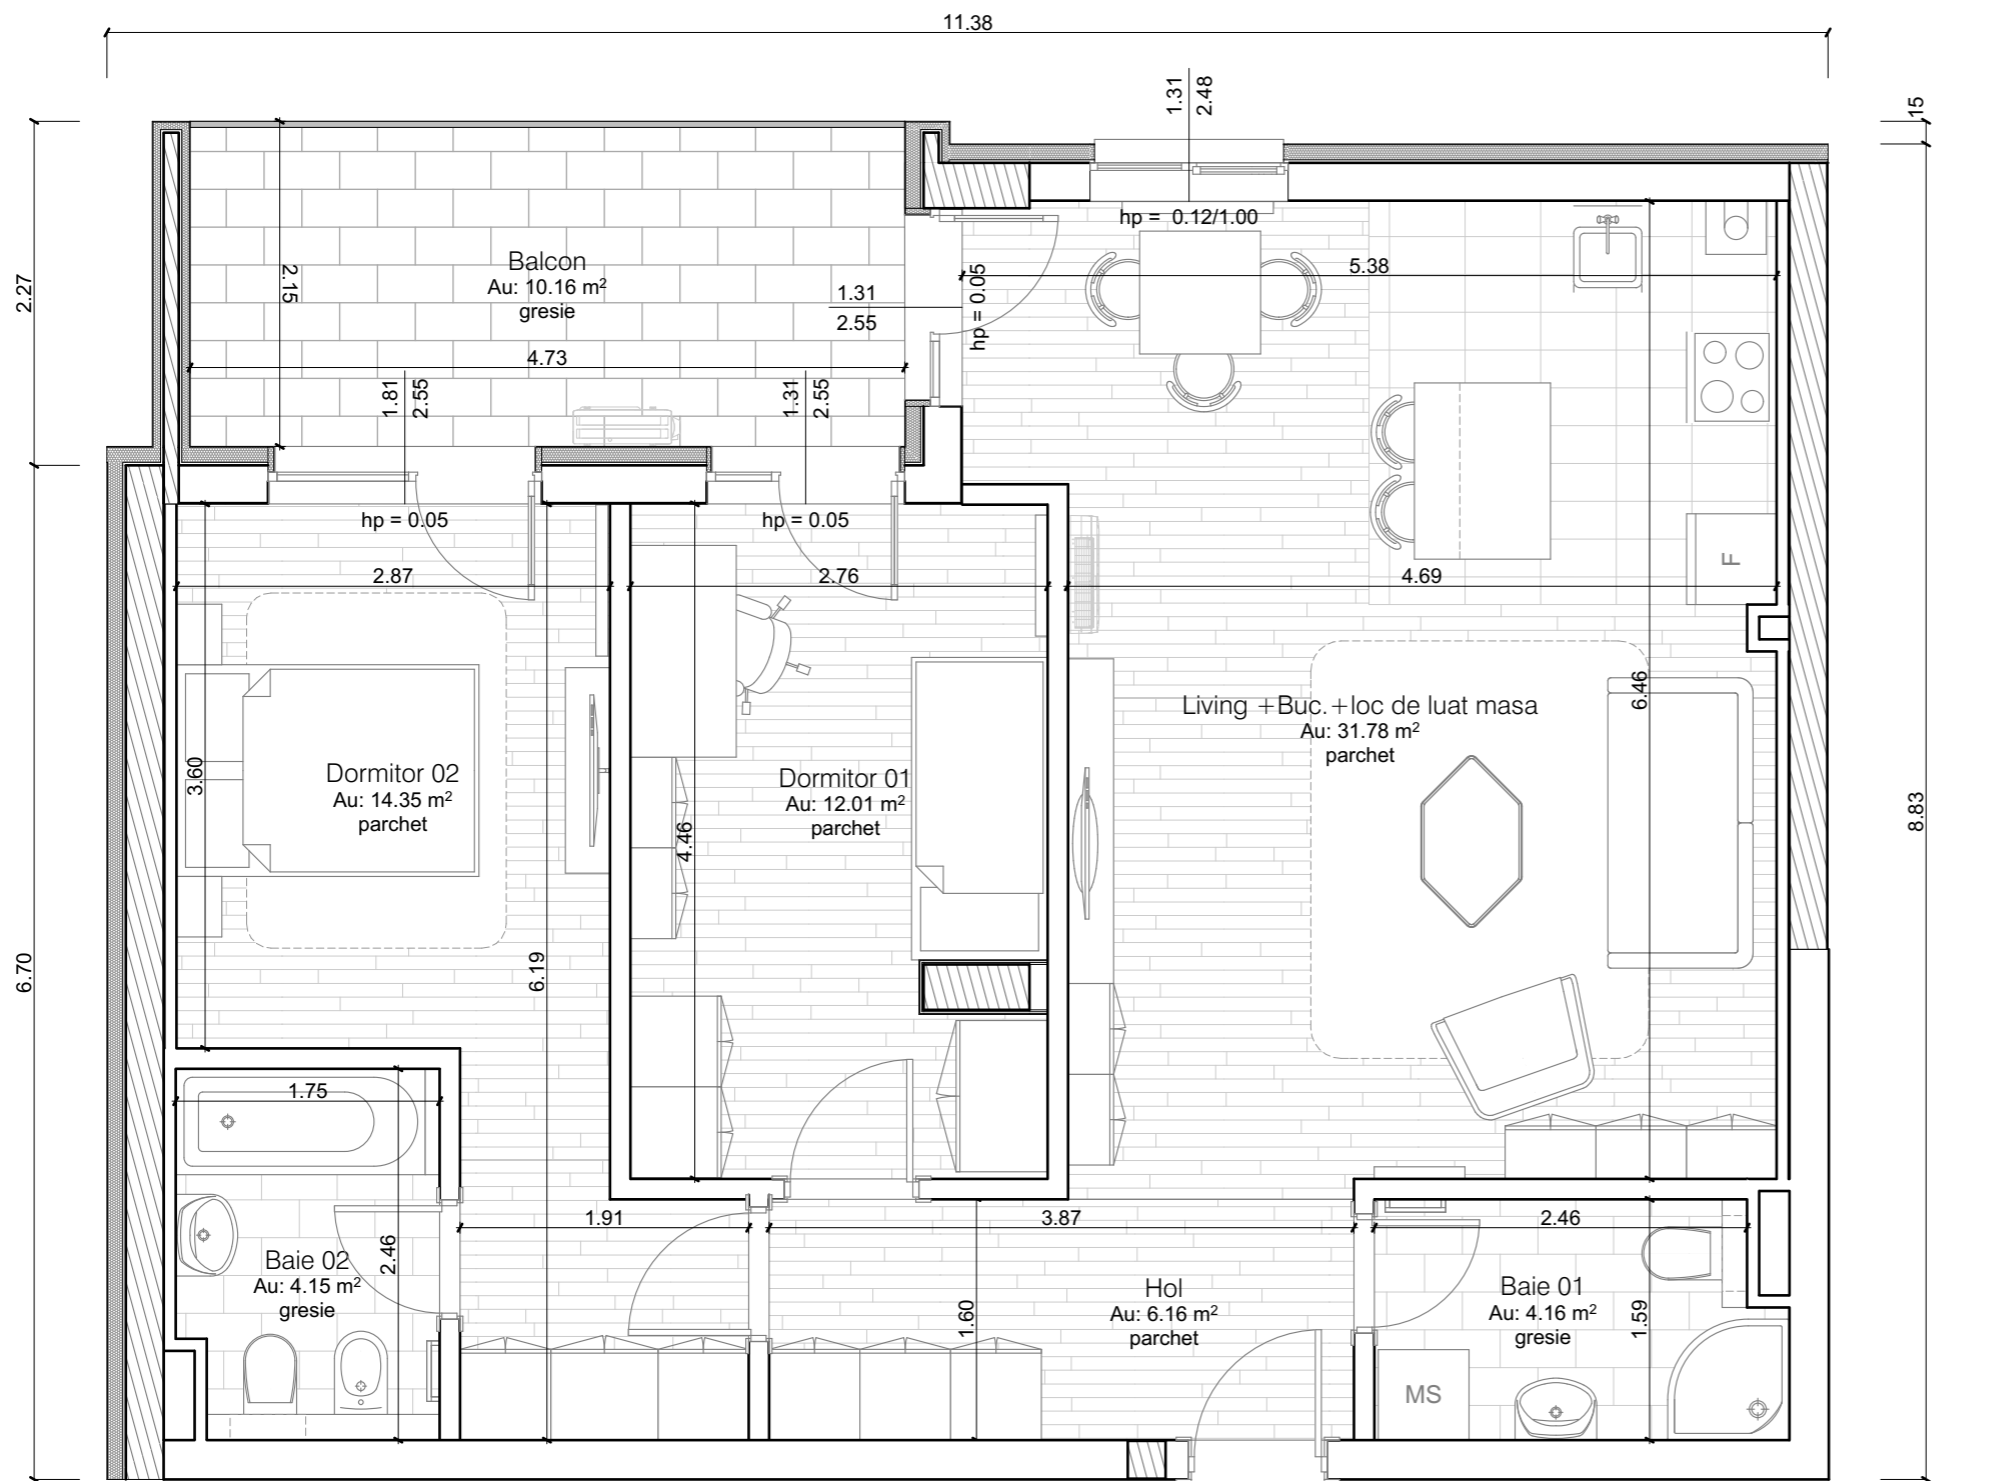 11.38
1.31
2.48
15
2.27
hp = 0.12/1.00
Balcon
Au: 10.16 m²
gresie
2.15
1.31
2.55
hp = 0.05
5.38
4.73
1.81
2.55
1.31
2.55
hp = 0.05
hp = 0.05
2.87
2.76
4.69
F
Living +Buc.+loc de luat masa
Au: 31.78 m²
parchet
6.46
3.60
Dormitor 02
Au: 14.35 m²
parchet
Dormitor 01
Au: 12.01 m²
parchet
4.46
8.83
6.70
6.19
1.75
1.91
3.87
2.46
2.46
Baie 02
Au: 4.15 m²
gresie
1.60
Hol
Au: 6.16 m²
parchet
Baie 01
Au: 4.16 m²
gresie
1.59
MS